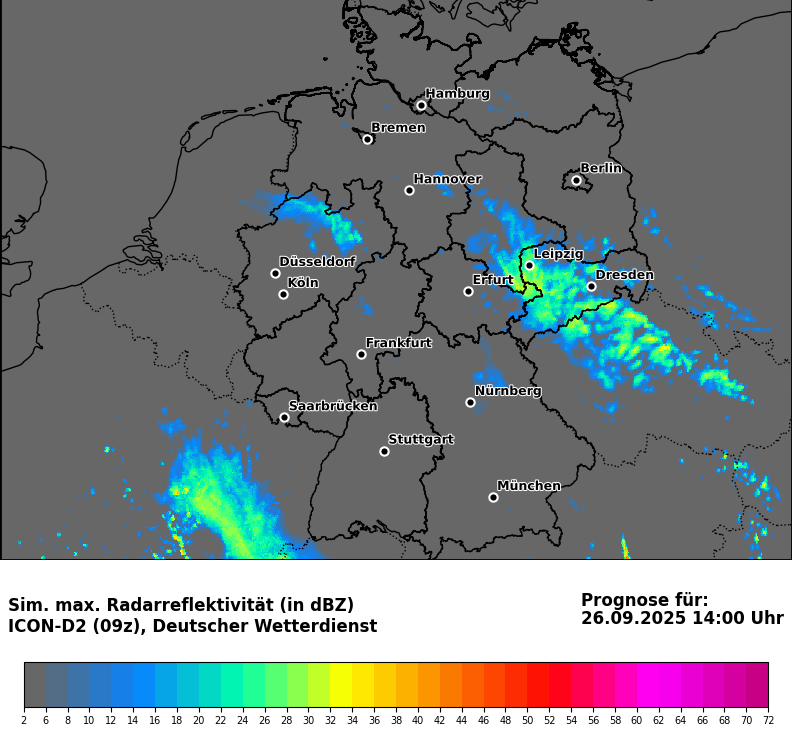 Hamburg
Bremen
Berlin
Hannover
Leipzig
Düsseldorf
Dresden
Erfurt
Köln
Frankfurt
Nürnberg
Saarbrücken
Stuttgart
München
Sim. max. Radarreflektivität (in dBZ)
ICON-D2 (09z), Deutscher Wetterdienst
Prognose für:
26.09.2025 14:00 Uhr
2 6 8 10 12 14 16 18 20 22 24 26 28 30 32 34 36 38 40 42 44 46 48 50 52 54 56 58 60 62 64 66 68 70 72